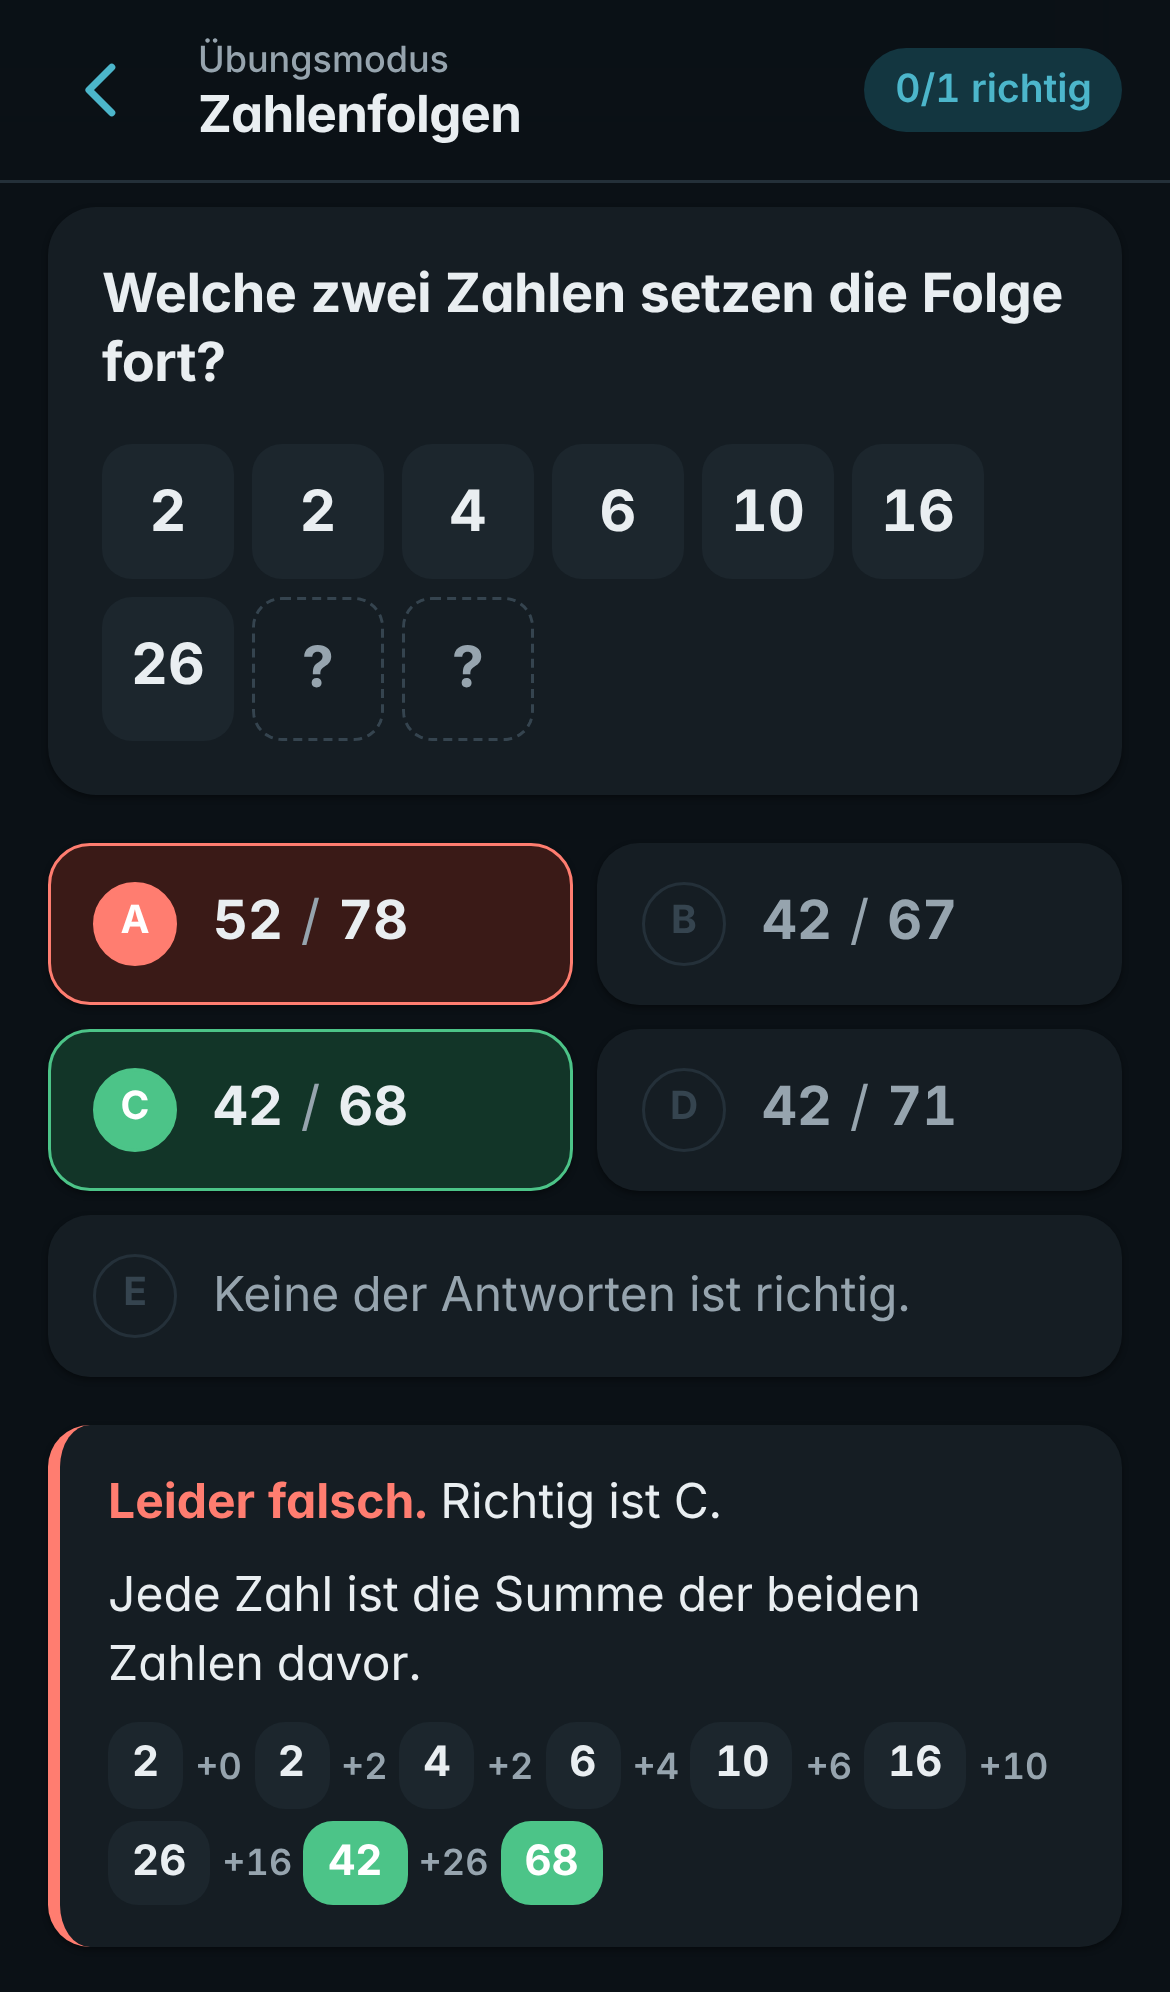 Übungsmodus
Zahlenfolgen
0/1 richtig
Welche zwei Zahlen setzen die Folge
fort?
2 2 4 6 10 16
26 ? ?
A 52 / 78
B 42 / 67
C 42 / 68
D 42 / 71
E Keine der Antworten ist richtig.
Leider falsch. Richtig ist C.
Jede Zahl ist die Summe der beiden
Zahlen davor.
2 +0 2 +2 4 +2 6 +4 10 +6 16 +10
26 +16 42 +26 68